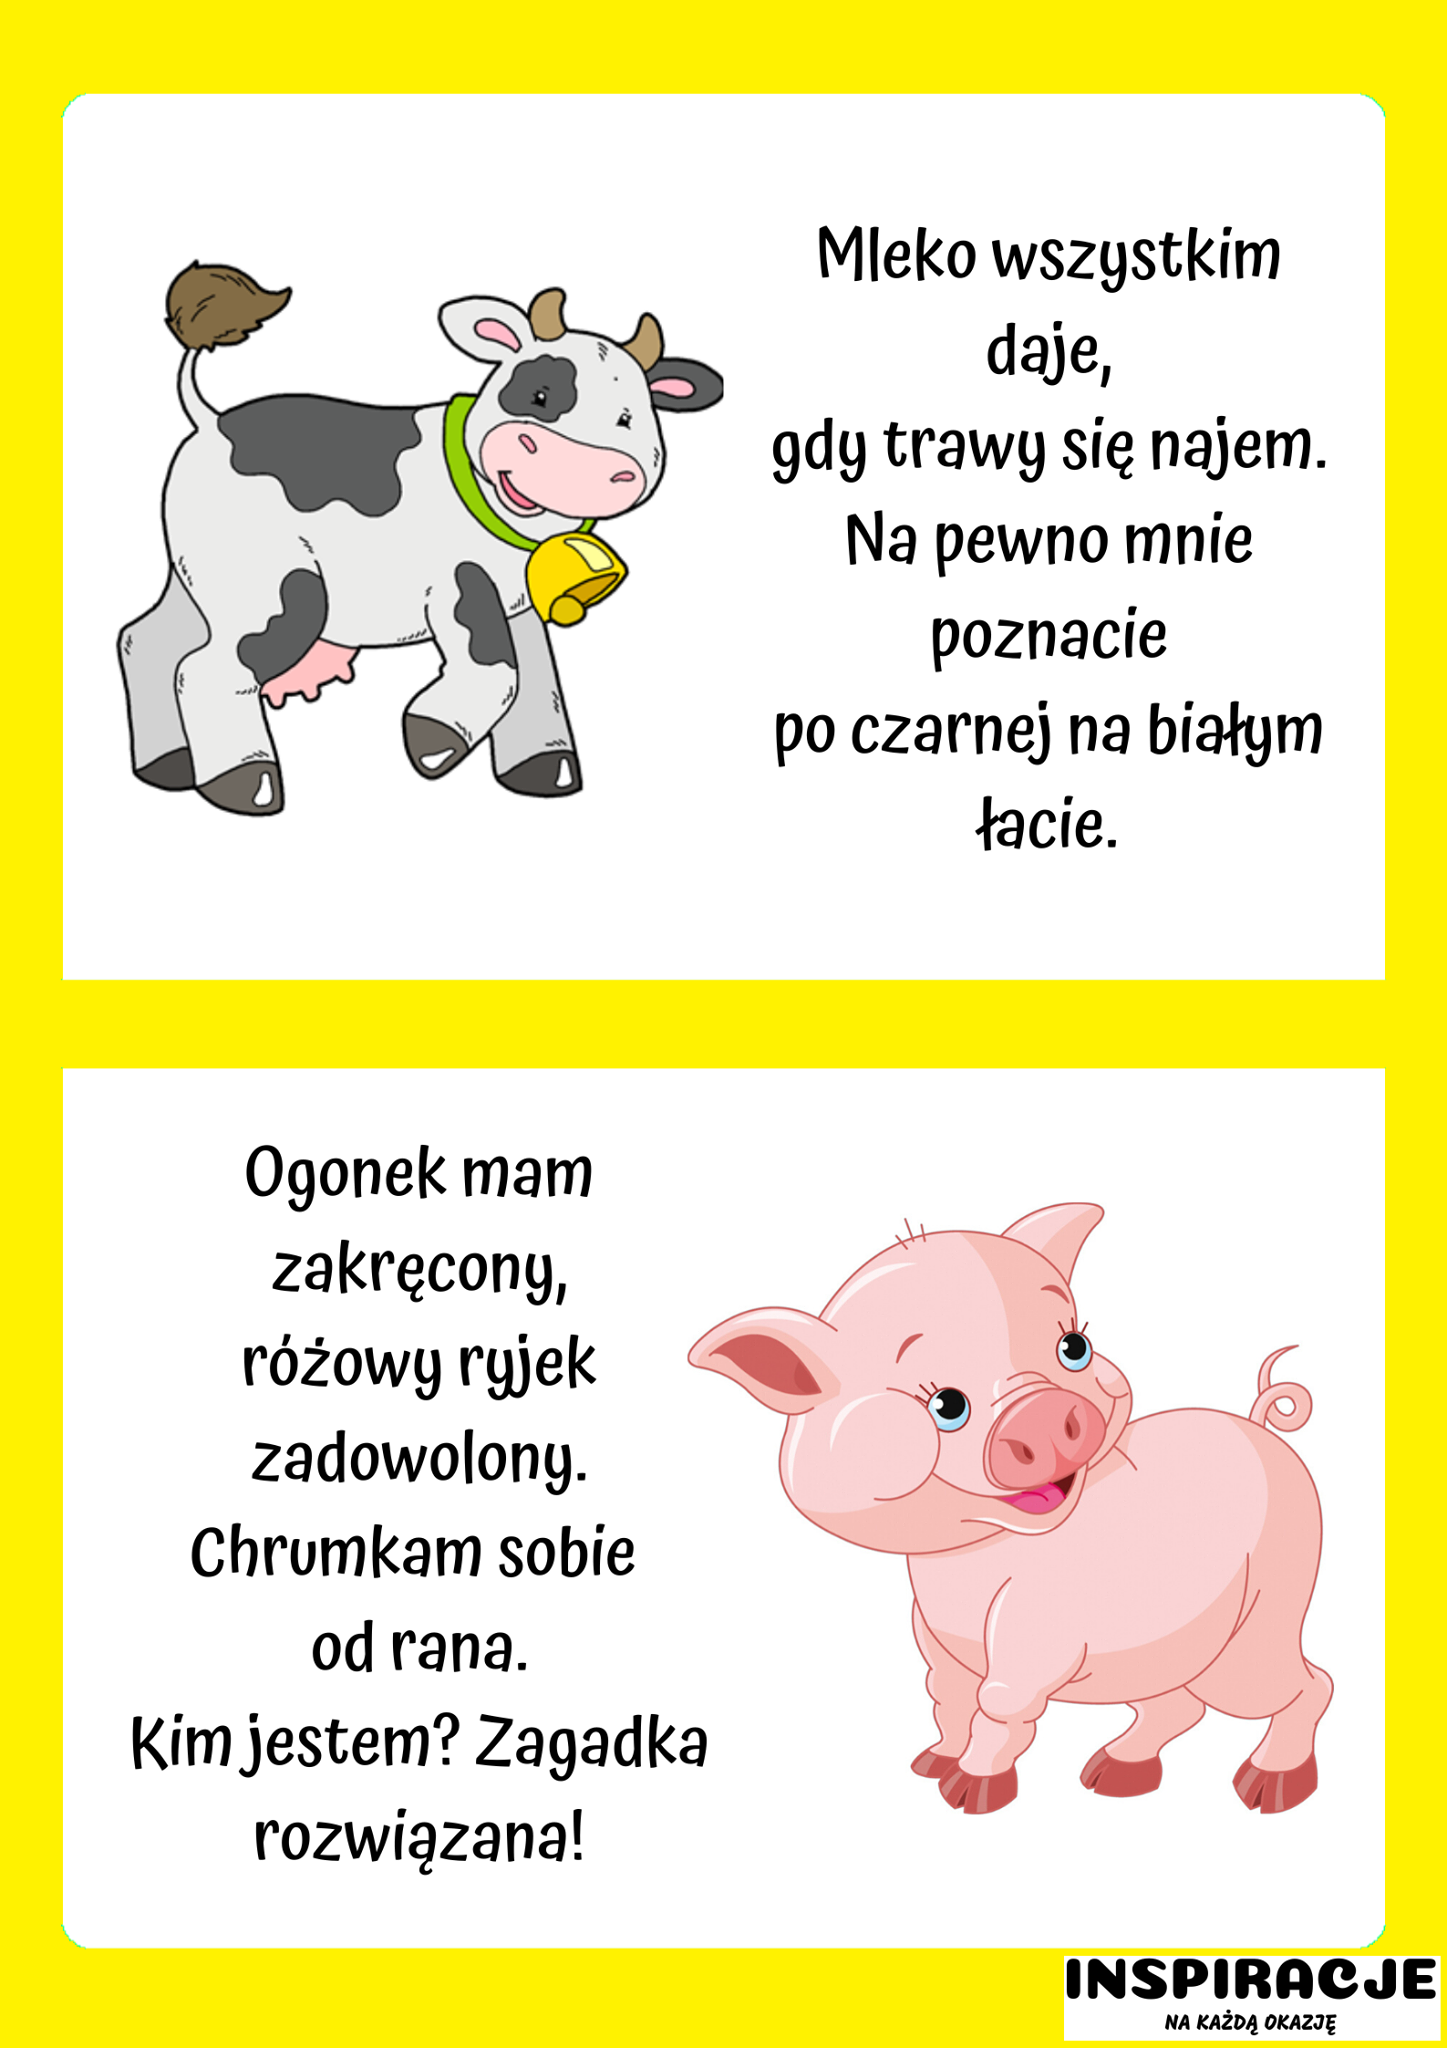 Mleko wszystkim
daje,
gdy trawy się najem.
Na pewno mnie
poznacie
po czarnej na białym
łacie.
Ogonek mam
zakręcony,
różowy ryjek
zadowolony.
Chrumkam sobie
od rana.
Kim jestem? Zagadka
rozwiązana!
INSPIRACJE
NA KAŻDĄ OKAZJĘ